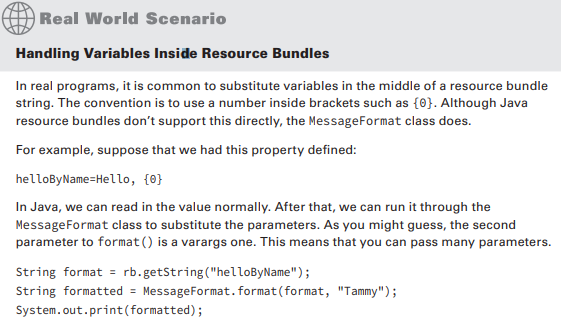 Real World Scenario
Handling Variables Inside Resource Bundles
In real programs, it is common to substitute variables in the middle of a resource bundle
string. The convention is to use a number inside brackets such as {0}. Although Java
resource bundles don’t support this directly, the MessageFormat class does.
For example, suppose that we had this property defined:
helloByName=Hello, {0}
In Java, we can read in the value normally. After that, we can run it through the
MessageFormat class to substitute the parameters. As you might guess, the second
parameter to format() is a varargs one. This means that you can pass many parameters.
String format = rb.getString("helloByName");
String formatted = MessageFormat.format(format, "Tammy");
System.out.print(formatted);